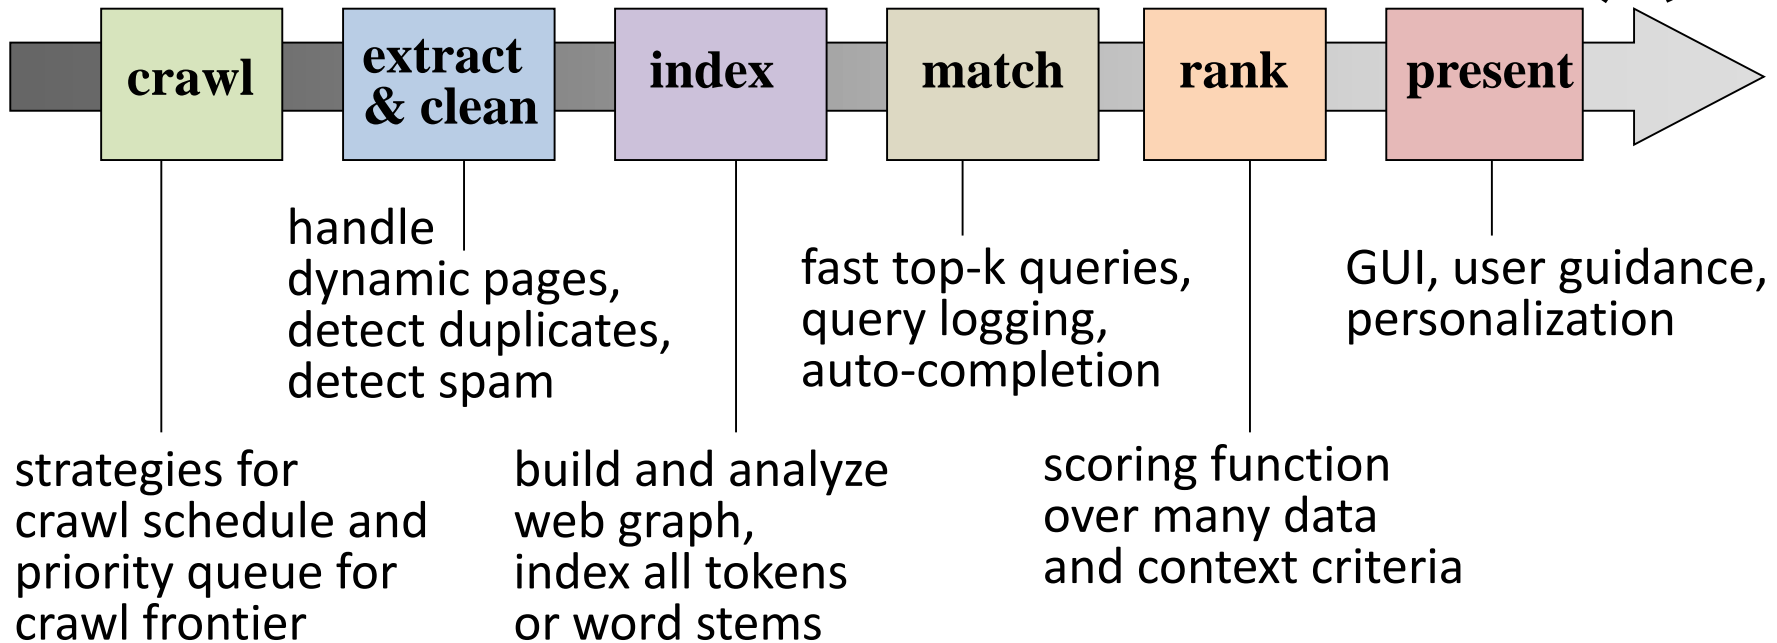 crawl
extract
& clean
index
match
rank
present
handle
dynamic pages,
detect duplicates,
detect spam
fast top-k queries,
query logging,
auto-completion
GUI, user guidance,
personalization
strategies for
crawl schedule and
priority queue for
crawl frontier
build and analyze
web graph,
index all tokens
or word stems
scoring function
over many data
and context criteria